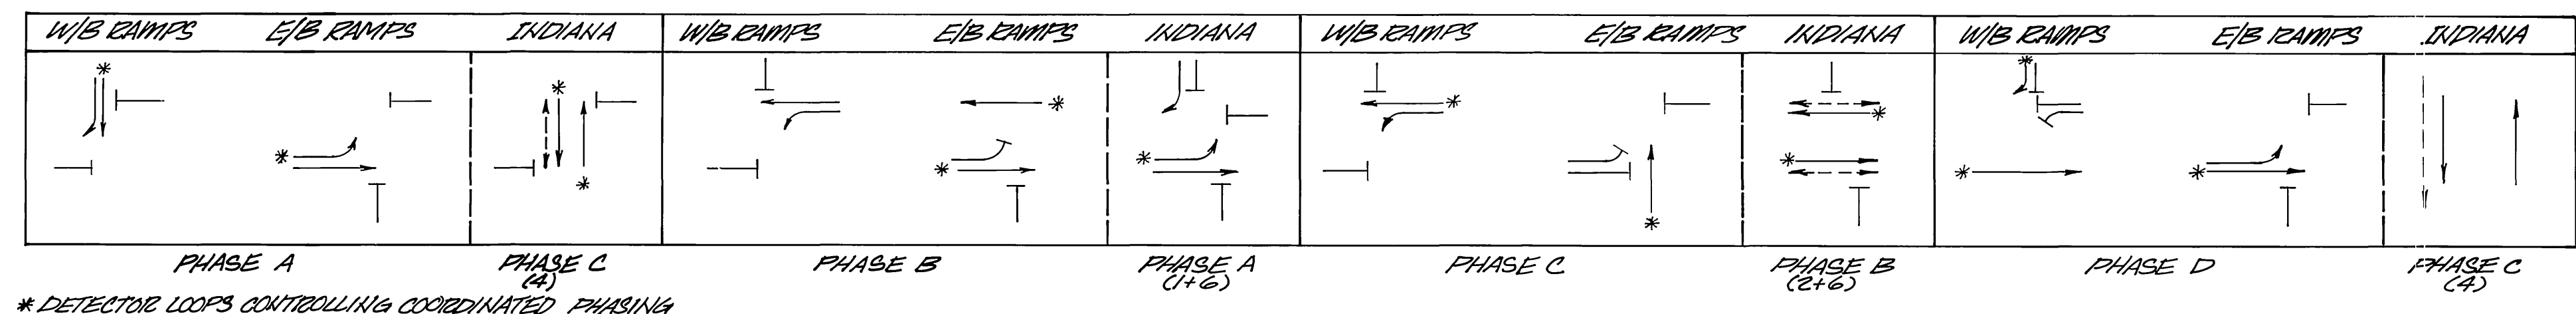 W/B RAMPS E/B RAMPS INDIANA W/B RAMPS E/B RAMPS INDIANA W/B RAMPS E/B RAMPS INDIANA W/B RAMPS E/B RAMPS INDIANA
PHASE A PHASE C PHASE B PHASE A PHASE C PHASE B PHASE D PHASE C
(4) (1+6) (2+6) (4)
* DETECTOR LOOPS CONTROLLING COORDINATED PHASING